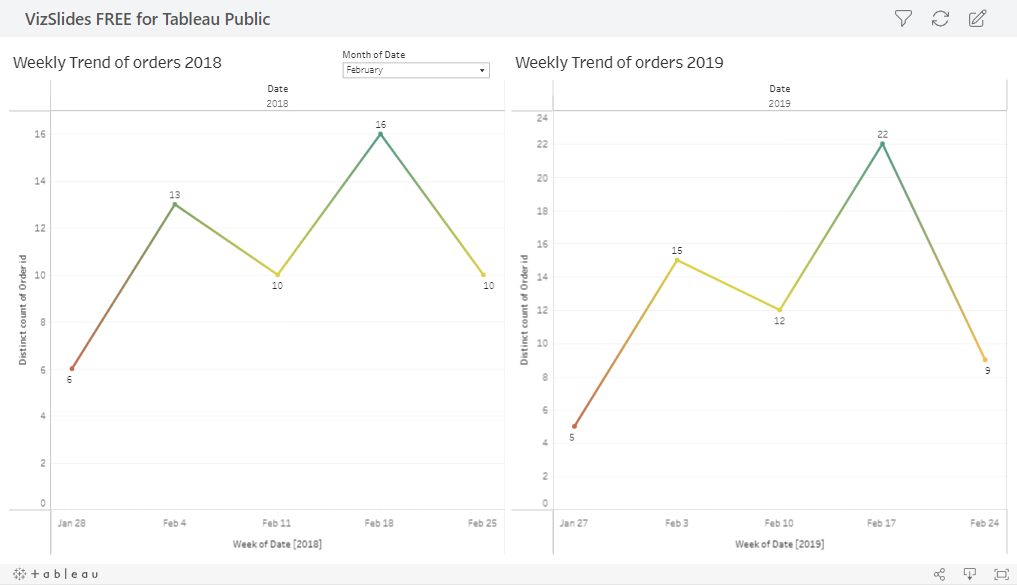 VizSlides FREE for Tableau Public
Weekly Trend of orders 2018
Month of Date
February
Date
2018
Distinct count of Order id
16
14
12
10
8
6
4
2
0
6
13
10
16
10
Jan 28
Feb 4
Feb 11
Feb 18
Feb 25
Week of Date [2018]
Weekly Trend of orders 2019
Date
2019
Distinct count of Order id
24
22
20
18
16
14
12
10
8
6
4
2
0
5
15
12
22
9
Jan 27
Feb 3
Feb 10
Feb 17
Feb 24
Week of Date [2019]
+ableau